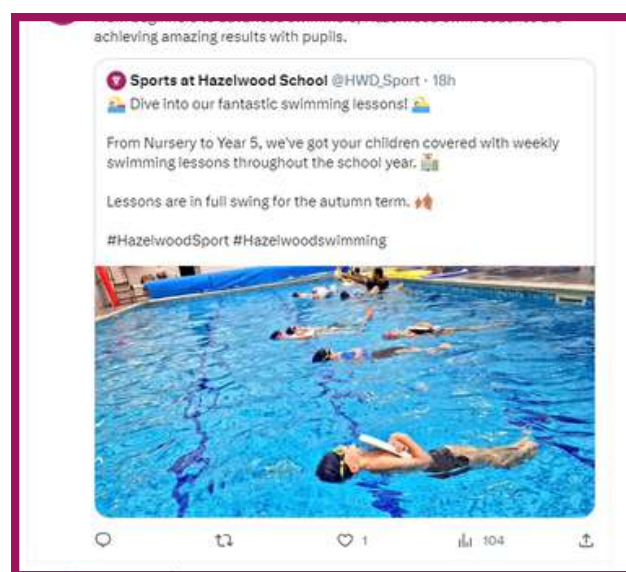 achieving amazing results with pupils.
Sports at Hazelwood School @HWD_Sport · 18h
Dive into our fantastic swimming lessons!
From Nursery to Year 5, we've got your children covered with weekly
swimming lessons throughout the school year.
Lessons are in full swing for the autumn term.
#HazelwoodSport #Hazelwoodswimming
1
104